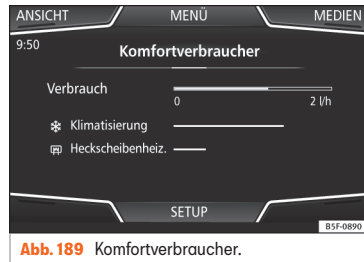 ANSICHT MENÜ MEDIEN
9:50
Komfortverbraucher
Verbrauch
0 2 l/h
Klimatisierung
Heckscheibenheiz.
SETUP
B5F-0890
Abb. 189 Komfortverbraucher.